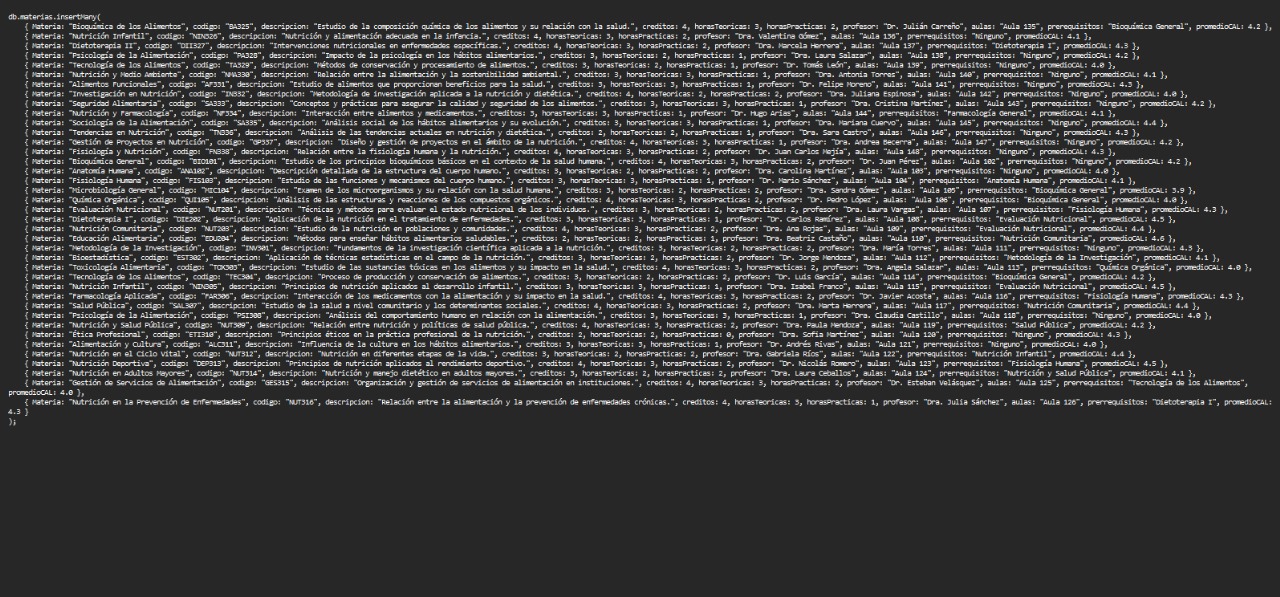 db.materias.insertMany(
{ Materia: "Bioquímica de los Alimentos", codigo: "BA325", descripcion: "Estudio de la composición química de los alimentos y su relación con la salud.", creditos: 4, horasTeoricas: 3, horasPracticas: 2, profesor: "Dr. Julián Carreño", aulas: "Aula 135", prerrequisitos: "Bioquímica General", promedioCAL: 4.2 },
{ Materia: "Nutrición Infantil", codigo: "NIN326", descripcion: "Nutrición y alimentación adecuada en la infancia.", creditos: 4, horasTeoricas: 3, horasPracticas: 2, profesor: "Dra. Valentina Gómez", aulas: "Aula 136", prerrequisitos: "Ninguno", promedioCAL: 4.1 },
{ Materia: "Dietoterapia II", codigo: "DII327", descripcion: "Intervenciones nutricionales en enfermedades específicas.", creditos: 4, horasTeoricas: 3, horasPracticas: 2, profesor: "Dra. Marcela Herrera", aulas: "Aula 137", prerrequisitos: "Dietoterapia I", promedioCAL: 4.3 },
{ Materia: "Psicología de la Alimentación", codigo: "PA328", descripcion: "Impacto de la psicología en los hábitos alimentarios.", creditos: 3, horasTeoricas: 3, horasPracticas: 1, profesor: "Dra. Laura Salazar", aulas: "Aula 138", prerrequisitos: "Ninguno", promedioCAL: 4.2 },
{ Materia: "Tecnología de los Alimentos", codigo: "TA329", descripcion: "Métodos de conservación y procesamiento de alimentos.", creditos: 3, horasTeoricas: 2, horasPracticas: 1, profesor: "Dr. Tomás León", aulas: "Aula 139", prerrequisitos: "Ninguno", promedioCAL: 4.0 },
{ Materia: "Nutrición y Medio Ambiente", codigo: "NMA330", descripcion: "Relación entre la alimentación y la sostenibilidad ambiental.", creditos: 3, horasTeoricas: 3, horasPracticas: 1, profesor: "Dra. Antonia Torres", aulas: "Aula 140", prerrequisitos: "Ninguno", promedioCAL: 4.1 },
{ Materia: "Alimentos Funcionales", codigo: "AF331", descripcion: "Estudio de alimentos que proporcionan beneficios para la salud.", creditos: 3, horasTeoricas: 3, horasPracticas: 1, profesor: "Dr. Felipe Moreno", aulas: "Aula 141", prerrequisitos: "Ninguno", promedioCAL: 4.3 },
{ Materia: "Investigación en Nutrición", codigo: "IN332", descripcion: "Metodología de investigación aplicada a la nutrición y dietética.", creditos: 4, horasTeoricas: 2, horasPracticas: 2, profesor: "Dra. Juliana Espinosa", aulas: "Aula 142", prerrequisitos: "Ninguno", promedioCAL: 4.0 },
{ Materia: "Seguridad Alimentaria", codigo: "SA333", descripcion: "Conceptos y prácticas para asegurar la calidad y seguridad de los alimentos.", creditos: 3, horasTeoricas: 3, horasPracticas: 1, profesor: "Dra. Cristina Martínez", aulas: "Aula 143", prerrequisitos: "Ninguno", promedioCAL: 4.2 },
{ Materia: "Nutrición y Farmacología", codigo: "NF334", descripcion: "Interacción entre alimentos y medicamentos.", creditos: 3, horasTeoricas: 3, horasPracticas: 1, profesor: "Dr. Hugo Arias", aulas: "Aula 144", prerrequisitos: "Farmacología General", promedioCAL: 4.1 },
{ Materia: "Sociología de la Alimentación", codigo: "SA335", descripcion: "Análisis social de los hábitos alimentarios y su evolución.", creditos: 3, horasTeoricas: 3, horasPracticas: 1, profesor: "Dra. Mariana Cuervo", aulas: "Aula 145", prerrequisitos: "Ninguno", promedioCAL: 4.4 },
{ Materia: "Tendencias en Nutrición", codigo: "TN336", descripcion: "Análisis de las tendencias actuales en nutrición y dietética.", creditos: 2, horasTeoricas: 2, horasPracticas: 1, profesor: "Dra. Sara Castro", aulas: "Aula 146", prerrequisitos: "Ninguno", promedioCAL: 4.3 },
{ Materia: "Gestión de Proyectos en Nutrición", codigo: "GP337", descripcion: "Diseño y gestión de proyectos en el ámbito de la nutrición.", creditos: 4, horasTeoricas: 3, horasPracticas: 1, profesor: "Dra. Andrea Becerra", aulas: "Aula 147", prerrequisitos: "Ninguno", promedioCAL: 4.2 },
{ Materia: "Fisiología y Nutrición", codigo: "FN338", descripcion: "Relación entre la fisiología humana y la nutrición.", creditos: 4, horasTeoricas: 3, horasPracticas: 2, profesor: "Dr. Juan Carlos Mejía", aulas: "Aula 148", prerrequisitos: "Ninguno", promedioCAL: 4.3 },
{ Materia: "Bioquímica General", codigo: "BIO101", descripcion: "Estudio de los principios bioquímicos básicos en el contexto de la salud humana.", creditos: 4, horasTeoricas: 3, horasPracticas: 2, profesor: "Dr. Juan Pérez", aulas: "Aula 102", prerrequisitos: "Ninguno", promedioCAL: 4.2 },
{ Materia: "Anatomía Humana", codigo: "ANA102", descripcion: "Descripción detallada de la estructura del cuerpo humano.", creditos: 3, horasTeoricas: 2, horasPracticas: 2, profesor: "Dra. Carolina Martínez", aulas: "Aula 103", prerrequisitos: "Ninguno", promedioCAL: 4.0 },
{ Materia: "Fisiología Humana", codigo: "FIS103", descripcion: "Estudio de las funciones y mecanismos del cuerpo humano.", creditos: 3, horasTeoricas: 3, horasPracticas: 1, profesor: "Dr. Mario Sánchez", aulas: "Aula 104", prerrequisitos: "Anatomía Humana", promedioCAL: 4.1 },
{ Materia: "Microbiología General", codigo: "MIC104", descripcion: "Examen de los microorganismos y su relación con la salud humana.", creditos: 3, horasTeoricas: 2, horasPracticas: 2, profesor: "Dra. Sandra Gómez", aulas: "Aula 105", prerrequisitos: "Bioquímica General", promedioCAL: 3.9 },
{ Materia: "Química Orgánica", codigo: "QUI105", descripcion: "Análisis de las estructuras y reacciones de los compuestos orgánicos.", creditos: 4, horasTeoricas: 3, horasPracticas: 2, profesor: "Dr. Pedro López", aulas: "Aula 106", prerrequisitos: "Bioquímica General", promedioCAL: 4.0 },
{ Materia: "Evaluación Nutricional", codigo: "NUT201", descripcion: "Técnicas y métodos para evaluar el estado nutricional de los individuos.", creditos: 3, horasTeoricas: 2, horasPracticas: 2, profesor: "Dra. Laura Vargas", aulas: "Aula 107", prerrequisitos: "Fisiología Humana", promedioCAL: 4.3 },
{ Materia: "Dietoterapia I", codigo: "DIE202", descripcion: "Aplicación de la nutrición en el tratamiento de enfermedades.", creditos: 3, horasTeoricas: 3, horasPracticas: 1, profesor: "Dr. Carlos Ramírez", aulas: "Aula 108", prerrequisitos: "Evaluación Nutricional", promedioCAL: 4.5 },
{ Materia: "Nutrición Comunitaria", codigo: "NUT203", descripcion: "Estudio de la nutrición en poblaciones y comunidades.", creditos: 4, horasTeoricas: 3, horasPracticas: 2, profesor: "Dra. Ana Rojas", aulas: "Aula 109", prerrequisitos: "Evaluación Nutricional", promedioCAL: 4.4 },
{ Materia: "Educación Alimentaria", codigo: "EDU204", descripcion: "Métodos para enseñar hábitos alimentarios saludables.", creditos: 2, horasTeoricas: 2, horasPracticas: 1, profesor: "Dra. Beatriz Castaño", aulas: "Aula 110", prerrequisitos: "Nutrición Comunitaria", promedioCAL: 4.6 },
{ Materia: "Metodología de la Investigación", codigo: "INV301", descripcion: "Fundamentos de la investigación científica aplicada a la nutrición.", creditos: 3, horasTeoricas: 2, horasPracticas: 2, profesor: "Dra. María Torres", aulas: "Aula 111", prerrequisitos: "Ninguno", promedioCAL: 4.3 },
{ Materia: "Bioestadística", codigo: "EST302", descripcion: "Aplicación de técnicas estadísticas en el campo de la nutrición.", creditos: 3, horasTeoricas: 2, horasPracticas: 2, profesor: "Dr. Jorge Mendoza", aulas: "Aula 112", prerrequisitos: "Metodología de la Investigación", promedioCAL: 4.1 },
{ Materia: "Toxicología Alimentaria", codigo: "TOX303", descripcion: "Estudio de las sustancias tóxicas en los alimentos y su impacto en la salud.", creditos: 4, horasTeoricas: 3, horasPracticas: 2, profesor: "Dra. Angela Salazar", aulas: "Aula 113", prerrequisitos: "Química Orgánica", promedioCAL: 4.0 },
{ Materia: "Tecnología de los Alimentos", codigo: "TEC304", descripcion: "Proceso de producción y conservación de alimentos.", creditos: 3, horasTeoricas: 2, horasPracticas: 2, profesor: "Dr. Luis García", aulas: "Aula 114", prerrequisitos: "Bioquímica General", promedioCAL: 4.2 },
{ Materia: "Nutrición Infantil", codigo: "NIN305", descripcion: "Principios de nutrición aplicados al desarrollo infantil.", creditos: 3, horasTeoricas: 3, horasPracticas: 1, profesor: "Dra. Isabel Franco", aulas: "Aula 115", prerrequisitos: "Evaluación Nutricional", promedioCAL: 4.5 },
{ Materia: "Farmacología Aplicada", codigo: "FAR306", descripcion: "Interacción de los medicamentos con la alimentación y su impacto en la salud.", creditos: 4, horasTeoricas: 3, horasPracticas: 2, profesor: "Dr. Javier Acosta", aulas: "Aula 116", prerrequisitos: "Fisiología Humana", promedioCAL: 4.3 },
{ Materia: "Salud Pública", codigo: "SAL307", descripcion: "Estudio de la salud a nivel comunitario y los determinantes sociales.", creditos: 4, horasTeoricas: 3, horasPracticas: 2, profesor: "Dra. Marta Herrera", aulas: "Aula 117", prerrequisitos: "Nutrición Comunitaria", promedioCAL: 4.4 },
{ Materia: "Psicología de la Alimentación", codigo: "PSI308", descripcion: "Análisis del comportamiento humano en relación con la alimentación.", creditos: 3, horasTeoricas: 3, horasPracticas: 1, profesor: "Dra. Claudia Castillo", aulas: "Aula 118", prerrequisitos: "Ninguno", promedioCAL: 4.0 },
{ Materia: "Nutrición y Salud Pública", codigo: "NUT309", descripcion: "Relación entre nutrición y políticas de salud pública.", creditos: 4, horasTeoricas: 3, horasPracticas: 2, profesor: "Dra. Paula Mendoza", aulas: "Aula 119", prerrequisitos: "Salud Pública", promedioCAL: 4.2 },
{ Materia: "Ética Profesional", codigo: "ETI310", descripcion: "Principios éticos en la práctica profesional de la nutrición.", creditos: 2, horasTeoricas: 2, horasPracticas: 0, profesor: "Dra. Sofía Martínez", aulas: "Aula 120", prerrequisitos: "Ninguno", promedioCAL: 4.3 },
{ Materia: "Alimentación y Cultura", codigo: "ALC311", descripcion: "Influencia de la cultura en los hábitos alimentarios.", creditos: 3, horasTeoricas: 3, horasPracticas: 1, profesor: "Dr. Andrés Rivas", aulas: "Aula 121", prerrequisitos: "Ninguno", promedioCAL: 4.0 },
{ Materia: "Nutrición en el Ciclo Vital", codigo: "NUT312", descripcion: "Nutrición en diferentes etapas de la vida.", creditos: 3, horasTeoricas: 2, horasPracticas: 2, profesor: "Dra. Gabriela Ríos", aulas: "Aula 122", prerrequisitos: "Nutrición Infantil", promedioCAL: 4.4 },
{ Materia: "Nutrición Deportiva", codigo: "DEP313", descripcion: "Principios de nutrición aplicados al rendimiento deportivo.", creditos: 4, horasTeoricas: 3, horasPracticas: 2, profesor: "Dr. Nicolás Romero", aulas: "Aula 123", prerrequisitos: "Fisiología Humana", promedioCAL: 4.5 },
{ Materia: "Nutrición en Adultos Mayores", codigo: "NUT314", descripcion: "Nutrición y manejo dietético en adultos mayores.", creditos: 3, horasTeoricas: 2, horasPracticas: 2, profesor: "Dra. Laura Ceballos", aulas: "Aula 124", prerrequisitos: "Nutrición y Salud Pública", promedioCAL: 4.1 },
{ Materia: "Gestión de Servicios de Alimentación", codigo: "GES315", descripcion: "Organización y gestión de servicios de alimentación en instituciones.", creditos: 4, horasTeoricas: 3, horasPracticas: 2, profesor: "Dr. Esteban Velásquez", aulas: "Aula 125", prerrequisitos: "Tecnología de los Alimentos",
promedioCAL: 4.0 },
{ Materia: "Nutrición en la Prevención de Enfermedades", codigo: "NUT316", descripcion: "Relación entre la alimentación y la prevención de enfermedades crónicas.", creditos: 4, horasTeoricas: 3, horasPracticas: 1, profesor: "Dra. Julia Sánchez", aulas: "Aula 126", prerrequisitos: "Dietoterapia I", promedioCAL:
4.3 }
);